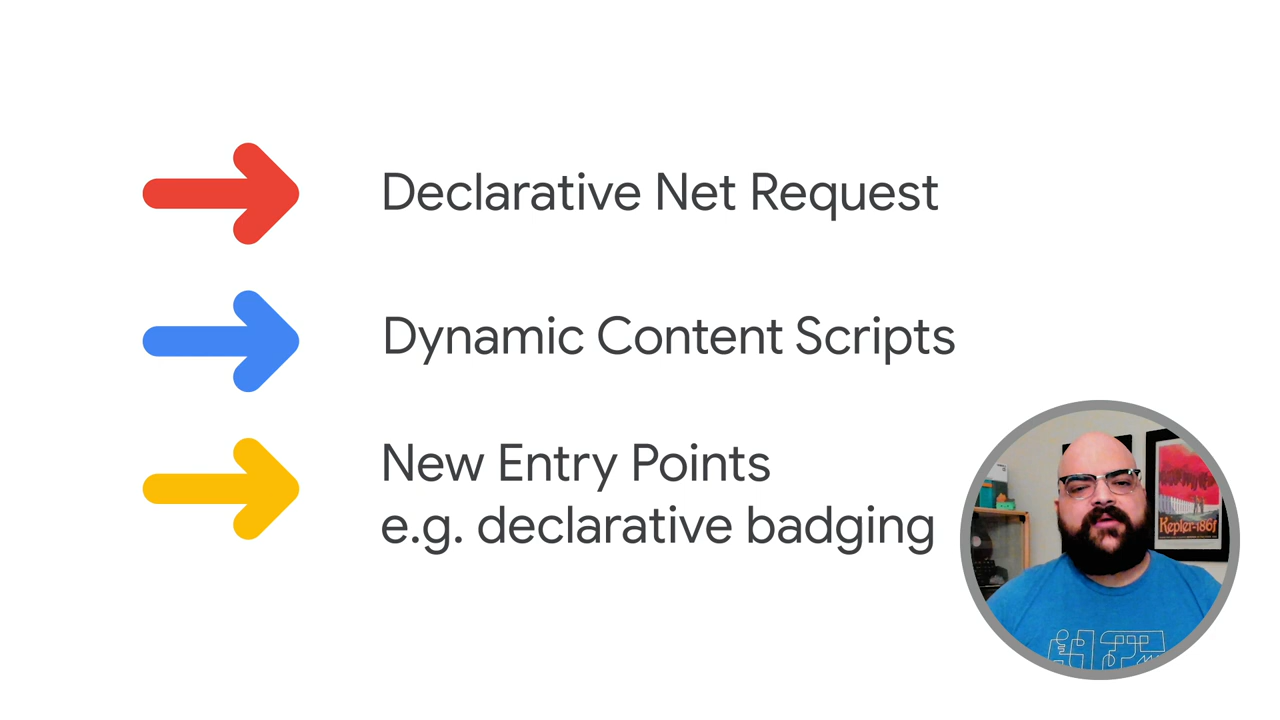 Declarative Net Request
Dynamic Content Scripts
New Entry Points
e.g. declarative badging
Kepler-186f